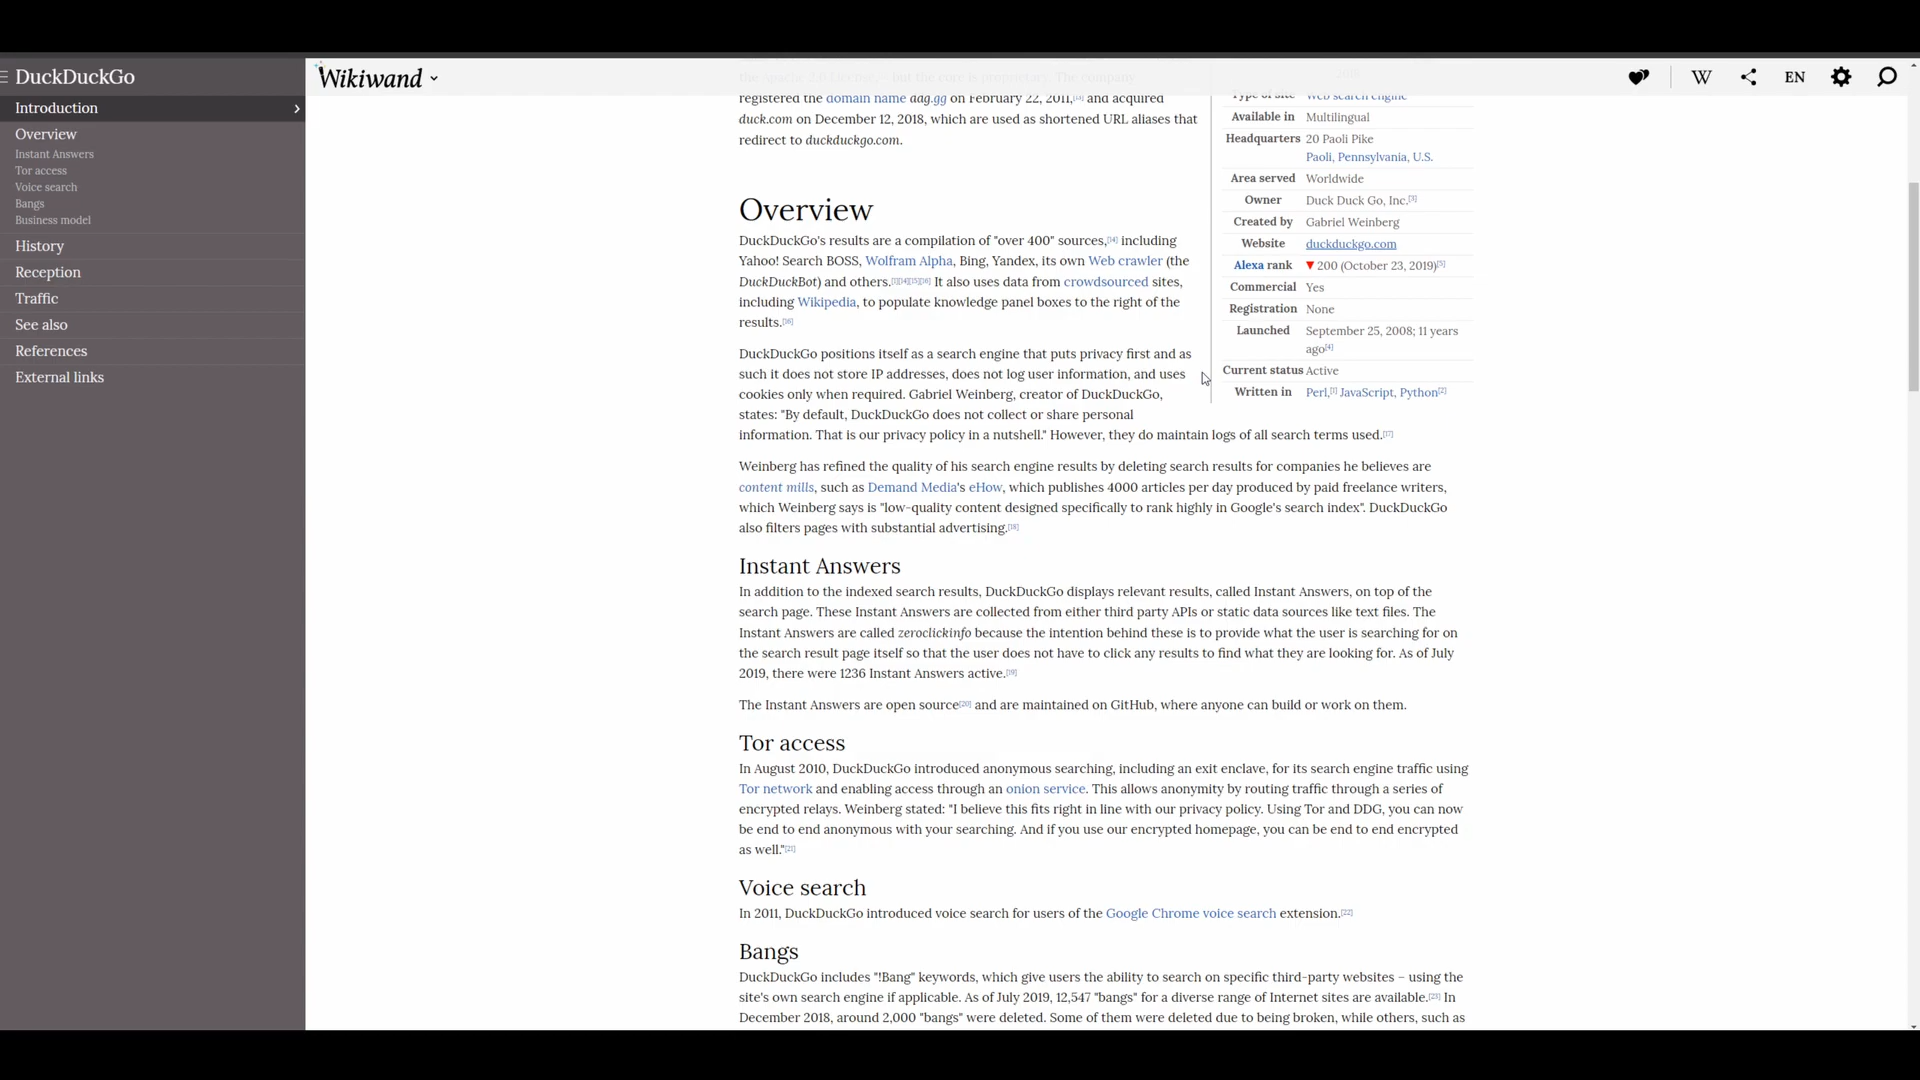 DuckDuckGo
Introduction
Overview
Instant Answers
Tor access
Voice search
Bangs
Business model
History
Reception
Traffic
See also
References
External links
Wikiwand
EN
registered the domain name ddg.gg on February 22, 2011,[13] and acquired
duck.com on December 12, 2018, which are used as shortened URL aliases that
redirect to duckduckgo.com.
Overview
DuckDuckGo's results are a compilation of "over 400" sources,[14] including
Yahoo! Search BOSS, Wolfram Alpha, Bing, Yandex, its own Web crawler (the
DuckDuckBot) and others.[1][14][15][16] It also uses data from crowdsourced sites,
including Wikipedia, to populate knowledge panel boxes to the right of the
results.[16]
DuckDuckGo positions itself as a search engine that puts privacy first and as
such it does not store IP addresses, does not log user information, and uses
cookies only when required. Gabriel Weinberg, creator of DuckDuckGo,
states: "By default, DuckDuckGo does not collect or share personal
information. That is our privacy policy in a nutshell." However, they do maintain logs of all search terms used.[17]
Weinberg has refined the quality of his search engine results by deleting search results for companies he believes are
content mills, such as Demand Media's eHow, which publishes 4000 articles per day produced by paid freelance writers,
which Weinberg says is "low-quality content designed specifically to rank highly in Google's search index". DuckDuckGo
also filters pages with substantial advertising.[18]
Instant Answers
In addition to the indexed search results, DuckDuckGo displays relevant results, called Instant Answers, on top of the
search page. These Instant Answers are collected from either third party APIs or static data sources like text files. The
Instant Answers are called zeroclickinfo because the intention behind these is to provide what the user is searching for on
the search result page itself so that the user does not have to click any results to find what they are looking for. As of July
2019, there were 1236 Instant Answers active.[19]
The Instant Answers are open source[20] and are maintained on GitHub, where anyone can build or work on them.
Tor access
In August 2010, DuckDuckGo introduced anonymous searching, including an exit enclave, for its search engine traffic using
Tor network and enabling access through an onion service. This allows anonymity by routing traffic through a series of
encrypted relays. Weinberg stated: "I believe this fits right in line with our privacy policy. Using Tor and DDG, you can now
be end to end anonymous with your searching. And if you use our encrypted homepage, you can be end to end encrypted
as well."[21]
Voice search
In 2011, DuckDuckGo introduced voice search for users of the Google Chrome voice search extension.[22]
Bangs
DuckDuckGo includes "!Bang" keywords, which give users the ability to search on specific third-party websites – using the
site's own search engine if applicable. As of July 2019, 12,547 "bangs" for a diverse range of Internet sites are available.[23] In
December 2018, around 2,000 "bangs" were deleted. Some of them were deleted due to being broken, while others, such as
Type of site Web search engine
Available in Multilingual
Headquarters 20 Paoli Pike
Paoli, Pennsylvania, U.S.
Area served Worldwide
Owner Duck Duck Go, Inc.[3]
Created by Gabriel Weinberg
Website duckduckgo.com
Alexa rank ▼ 200 (October 23, 2019)[5]
Commercial Yes
Registration None
Launched September 25, 2008; 11 years
ago[4]
Current status Active
Written in Perl,[1] JavaScript, Python[2]